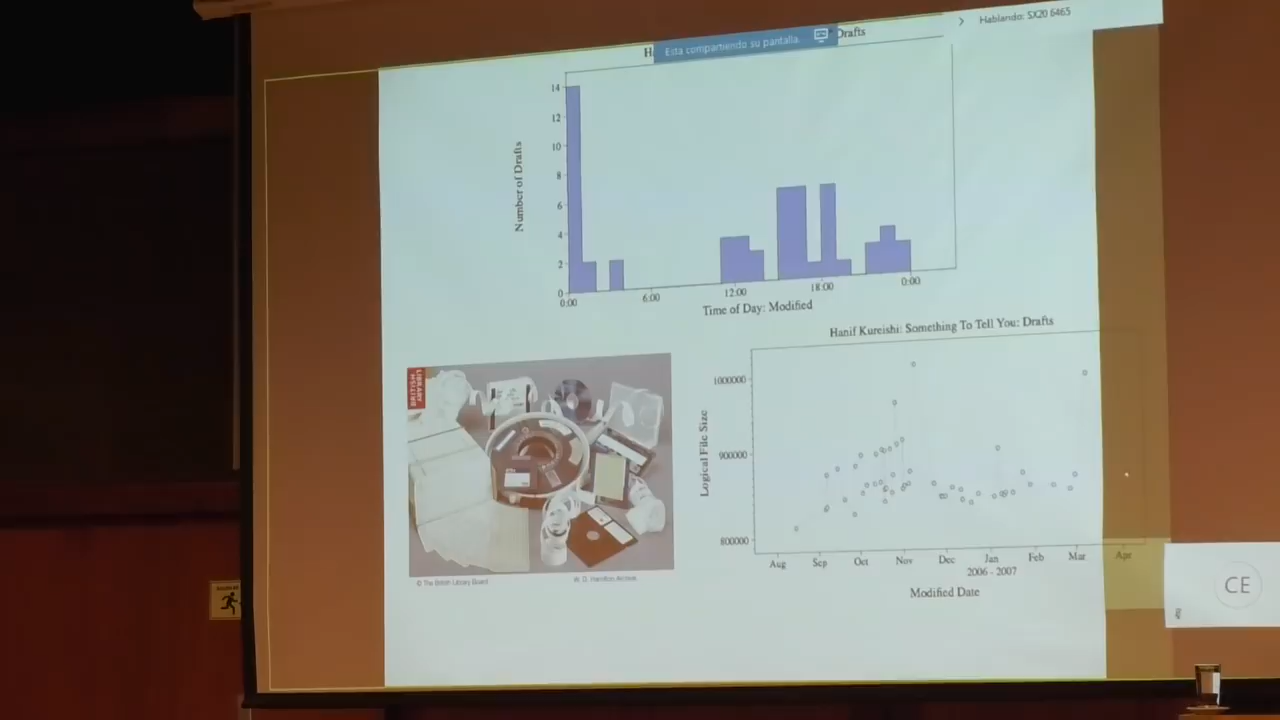 Hablando: SX20 6465
Está compartiendo su pantalla.
Drafts
14
12
10
8
6
4
2
0
Number of Drafts
0:00 6:00 12:00 18:00 0:00
Time of Day: Modified
BRITISH
LIBRARY
© The British Library Board
W. D. Hamilton Archive
Hanif Kureishi: Something To Tell You: Drafts
1000000
900000
800000
Logical File Size
Aug Sep Oct Nov Dec Jan Feb Mar Apr
2006 - 2007
Modified Date
CE